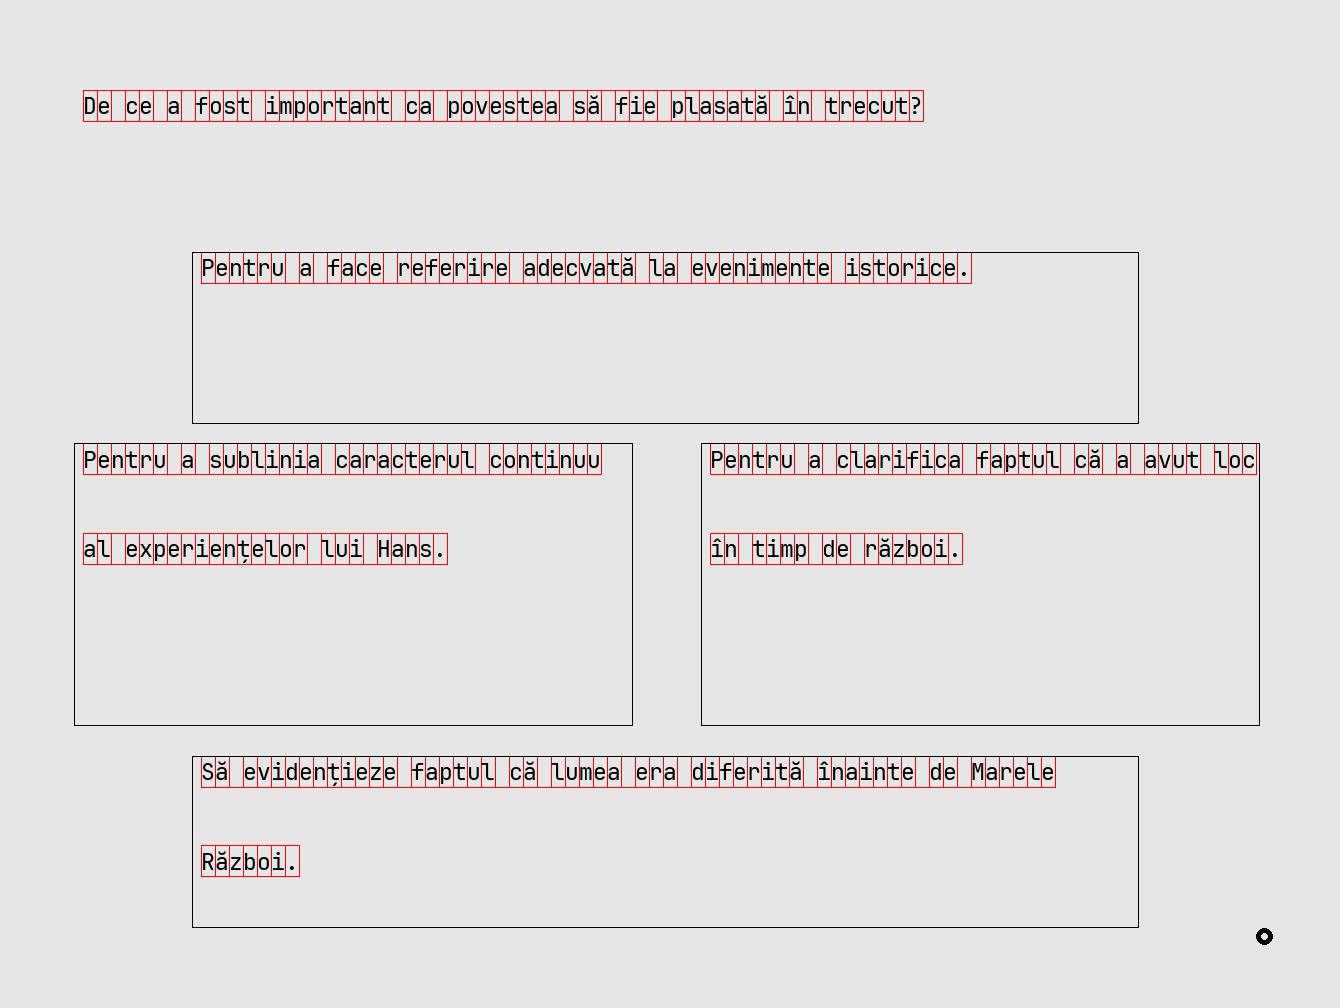 De ce a fost important ca povestea să fie plasată în trecut?
Pentru a face referire adecvată la evenimente istorice.
Pentru a sublinia caracterul continuu
al experiențelor lui Hans.
Pentru a clarifica faptul că a avut loc
în timp de război.
Să evidențieze faptul că lumea era diferită înainte de Marele
Război.